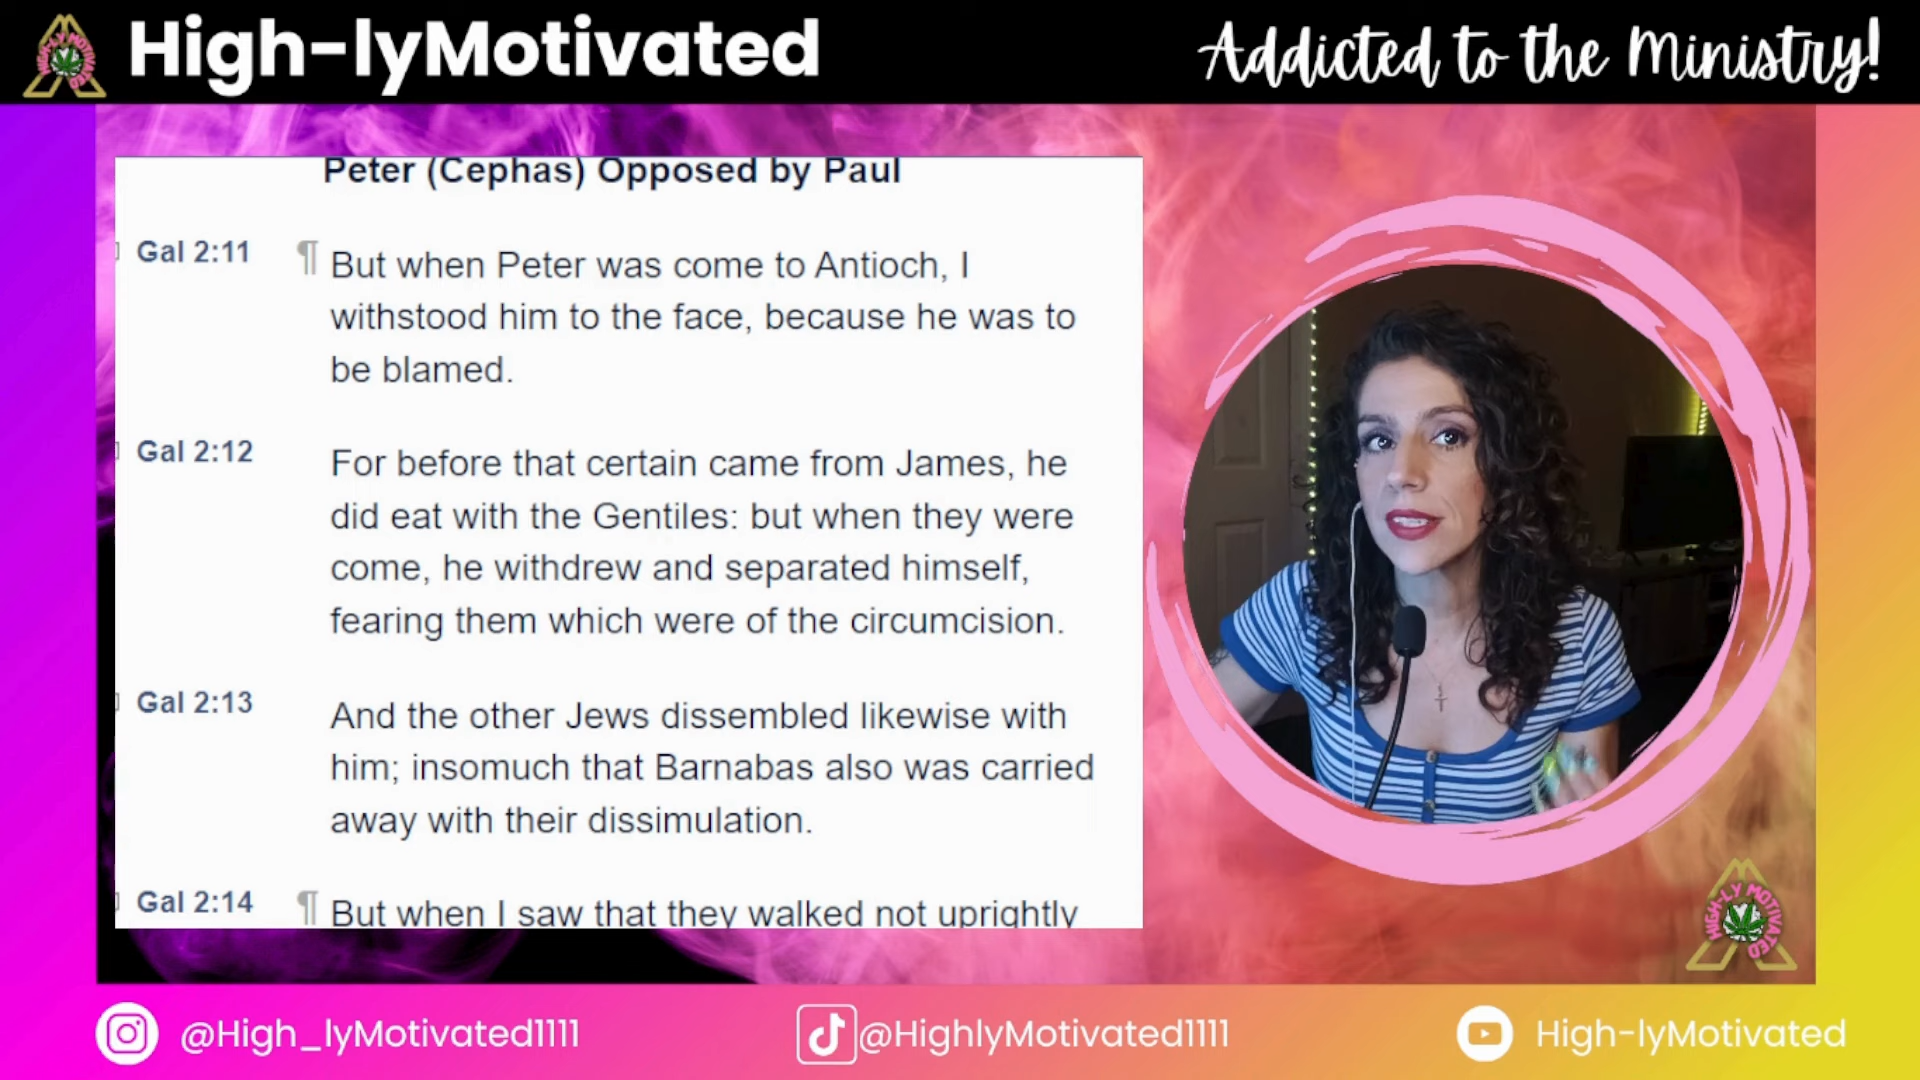 High-lyMotivated
Addicted to the Ministry!
Peter (Cephas) Opposed by Paul
Gal 2:11 ¶ But when Peter was come to Antioch, I
withstood him to the face, because he was to
be blamed.
Gal 2:12 For before that certain came from James, he
did eat with the Gentiles: but when they were
come, he withdrew and separated himself,
fearing them which were of the circumcision.
Gal 2:13 And the other Jews dissembled likewise with
him; insomuch that Barnabas also was carried
away with their dissimulation.
Gal 2:14 ¶ But when I saw that they walked not uprightly
HIGH-LY MOTIVATED
@High_lyMotivated1111
@HighlyMotivated1111
High-lyMotivated